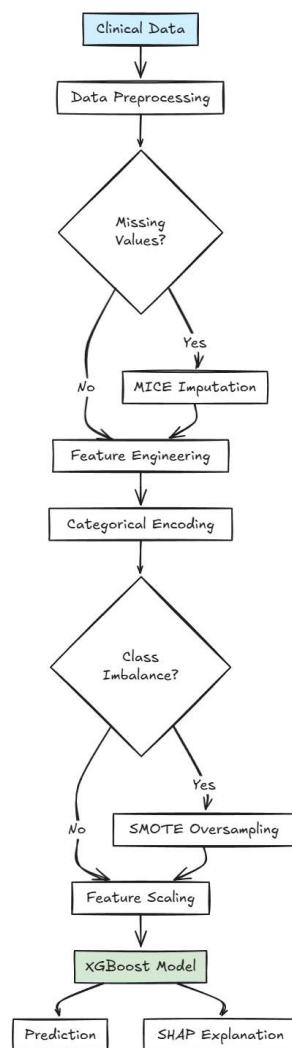 Clinical Data
Data Preprocessing
Missing
Values?
Yes
No
MICE Imputation
Feature Engineering
Categorical Encoding
Class
Imbalance?
Yes
No
SMOTE Oversampling
Feature Scaling
XGBoost Model
Prediction
SHAP Explanation